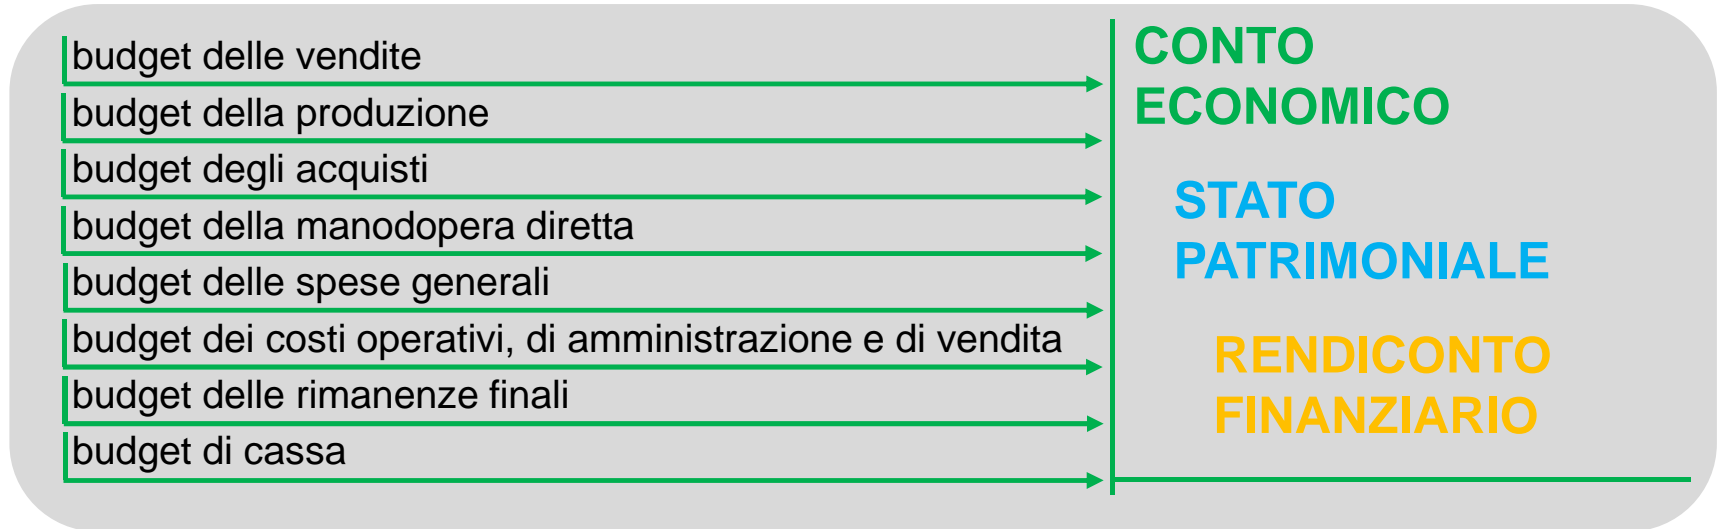 budget delle vendite
budget della produzione
budget degli acquisti
budget della manodopera diretta
budget delle spese generali
budget dei costi operativi, di amministrazione e di vendita
budget delle rimanenze finali
budget di cassa
CONTO
ECONOMICO
STATO
PATRIMONIALE
RENDICONTO
FINANZIARIO